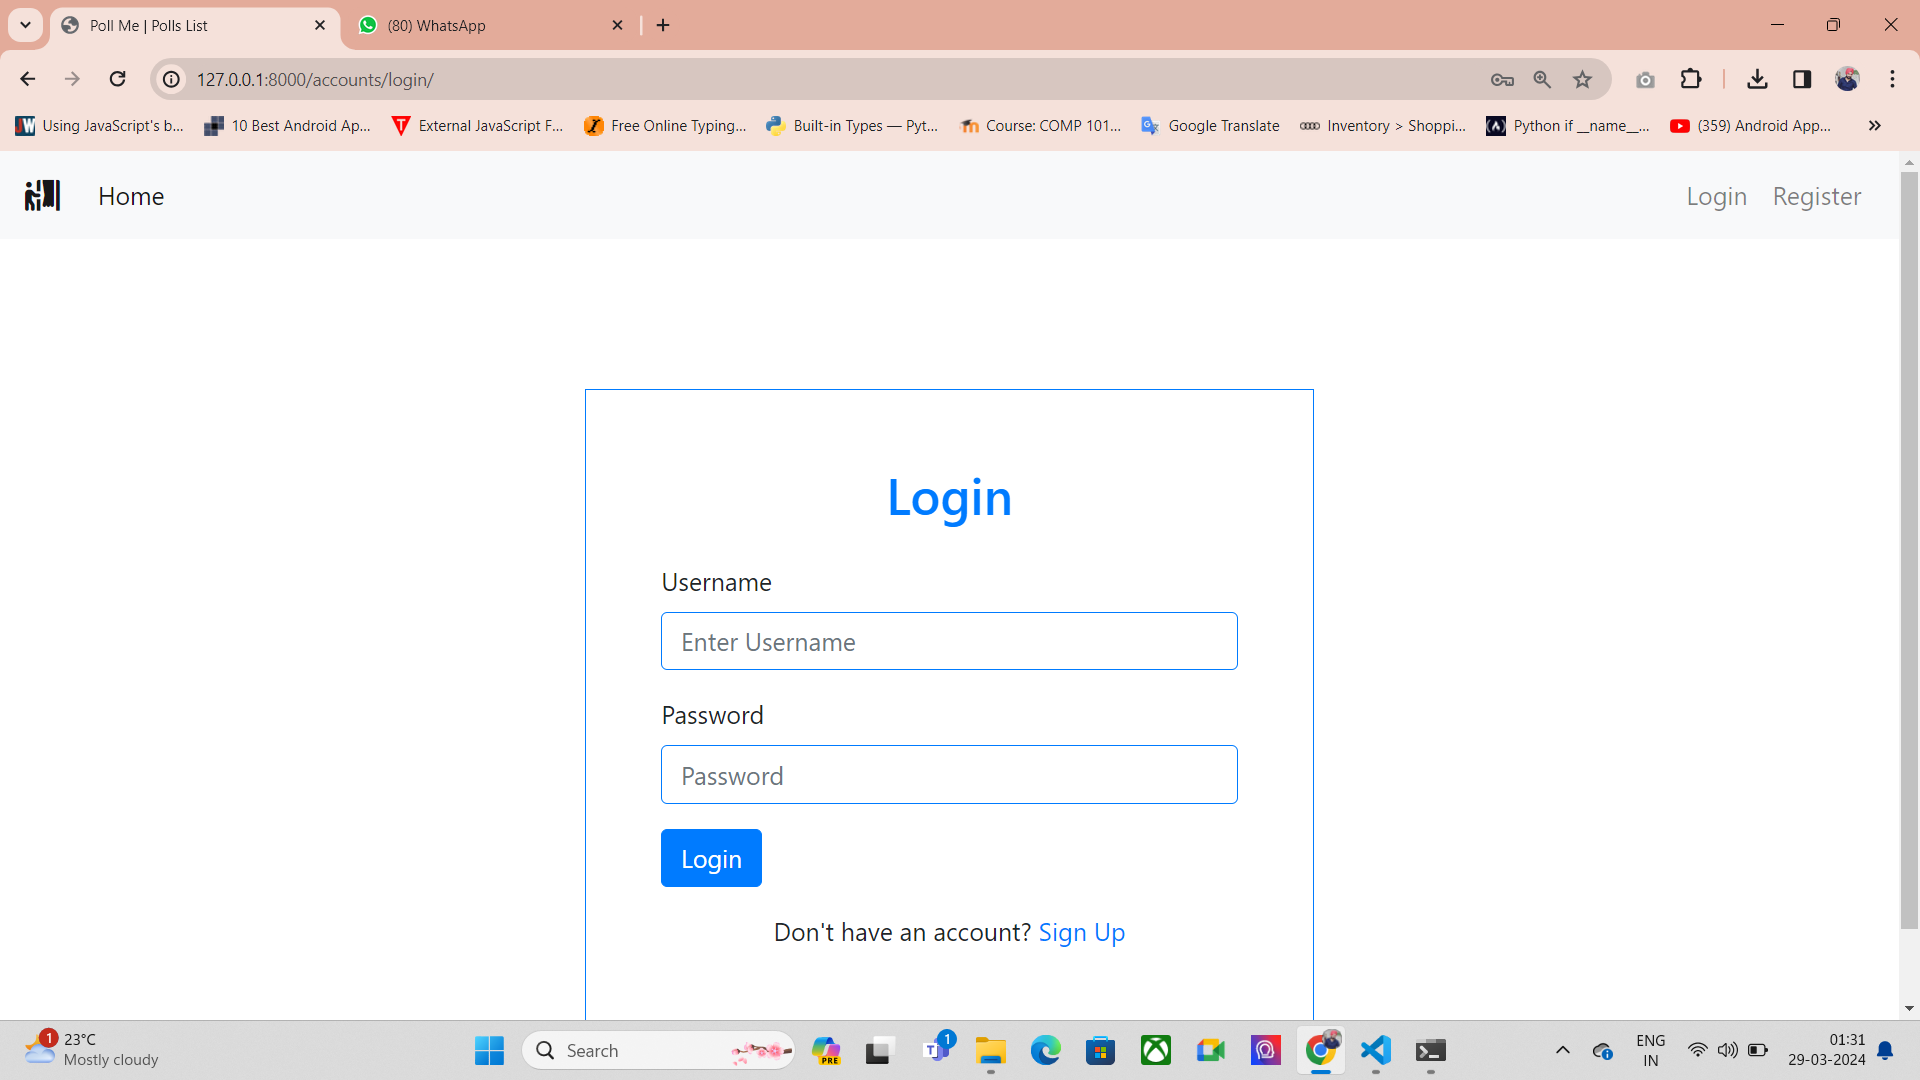 Poll Me | Polls List
(80) WhatsApp
127.0.0.1:8000/accounts/login/
Using JavaScript's b...
10 Best Android Ap...
External JavaScript F...
Free Online Typing...
Built-in Types — Pyt...
Course: COMP 101...
Google Translate
Inventory > Shoppi...
Python if __name__...
(359) Android App...
Home
Login
Register
Login
Username
Enter Username
Password
Password
Login
Don't have an account? Sign Up
1
23°C
Mostly cloudy
Search
PRE
1
ENG
IN
01:31
29-03-2024